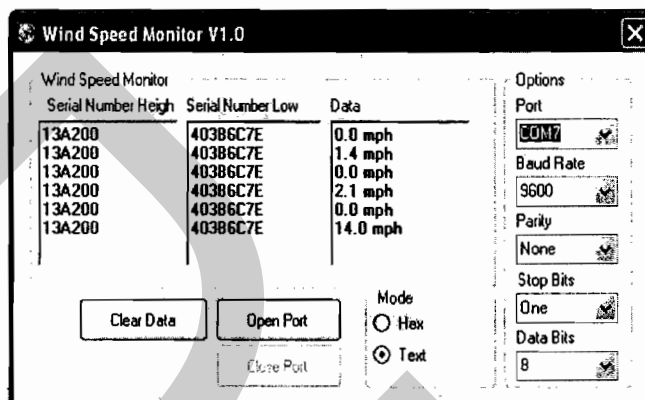 Wind Speed Monitor V1.0
Wind Speed Monitor
Serial Number Heigh Serial Number Low Data
13A200 403B6C7E 0.0 mph
13A200 403B6C7E 1.4 mph
13A200 403B6C7E 0.0 mph
13A200 403B6C7E 2.1 mph
13A200 403B6C7E 0.0 mph
13A200 403B6C7E 14.0 mph
Clear Data Open Port
Close Port
Mode
Hex
Text
Options
Port
COM7
Baud Rate
9600
Parity
None
Stop Bits
One
Data Bits
8